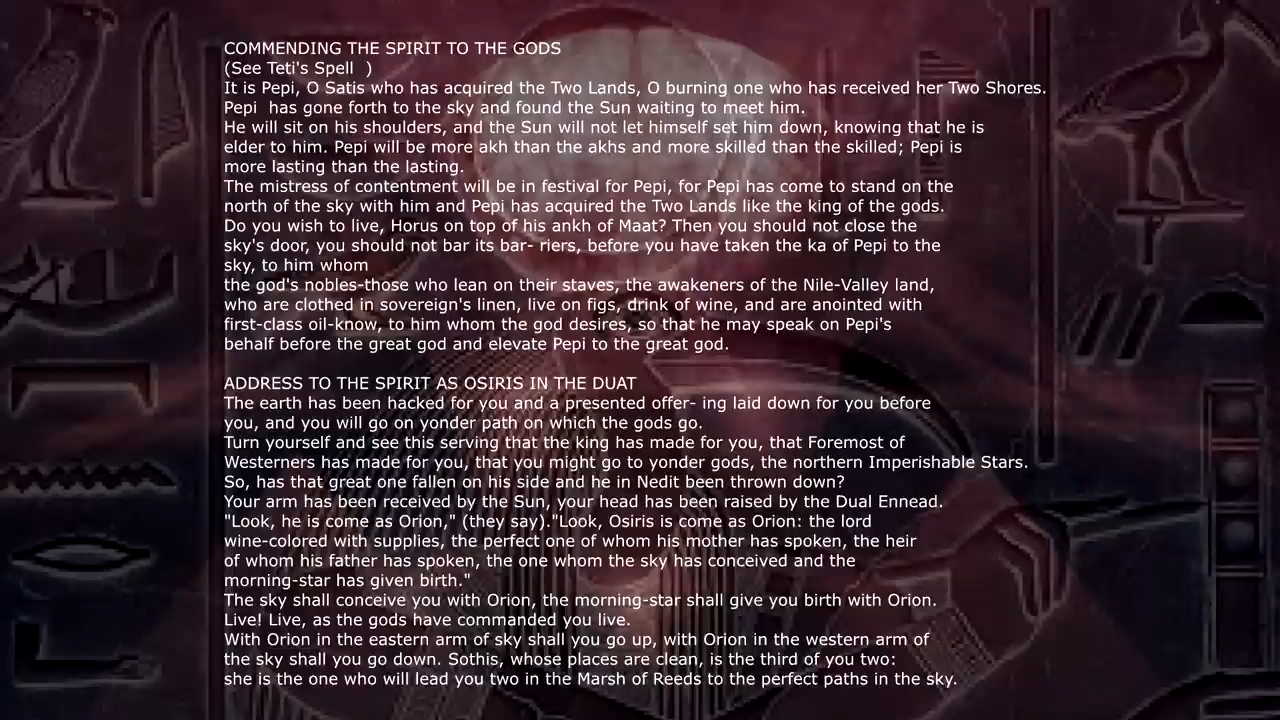 COMMENDING THE SPIRIT TO THE GODS
(See Teti's Spell  )
It is Pepi, O Satis who has acquired the Two Lands, O burning one who has received her Two Shores.
Pepi  has gone forth to the sky and found the Sun waiting to meet him.
He will sit on his shoulders, and the Sun will not let himself set him down, knowing that he is
elder to him. Pepi will be more akh than the akhs and more skilled than the skilled; Pepi is
more lasting than the lasting.
The mistress of contentment will be in festival for Pepi, for Pepi has come to stand on the
north of the sky with him and Pepi has acquired the Two Lands like the king of the gods.
Do you wish to live, Horus on top of his ankh of Maat? Then you should not close the
sky's door, you should not bar its bar- riers, before you have taken the ka of Pepi to the
sky, to him whom
the god's nobles-those who lean on their staves, the awakeners of the Nile-Valley land,
who are clothed in sovereign's linen, live on figs, drink of wine, and are anointed with
first-class oil-know, to him whom the god desires, so that he may speak on Pepi's
behalf before the great god and elevate Pepi to the great god.

ADDRESS TO THE SPIRIT AS OSIRIS IN THE DUAT
The earth has been hacked for you and a presented offer- ing laid down for you before
you, and you will go on yonder path on which the gods go.
Turn yourself and see this serving that the king has made for you, that Foremost of
Westerners has made for you, that you might go to yonder gods, the northern Imperishable Stars.
So, has that great one fallen on his side and he in Nedit been thrown down?
Your arm has been received by the Sun, your head has been raised by the Dual Ennead.
"Look, he is come as Orion," (they say)."Look, Osiris is come as Orion: the lord
wine-colored with supplies, the perfect one of whom his mother has spoken, the heir
of whom his father has spoken, the one whom the sky has conceived and the
morning-star has given birth."
The sky shall conceive you with Orion, the morning-star shall give you birth with Orion.
Live! Live, as the gods have commanded you live.
With Orion in the eastern arm of sky shall you go up, with Orion in the western arm of
the sky shall you go down. Sothis, whose places are clean, is the third of you two:
she is the one who will lead you two in the Marsh of Reeds to the perfect paths in the sky.